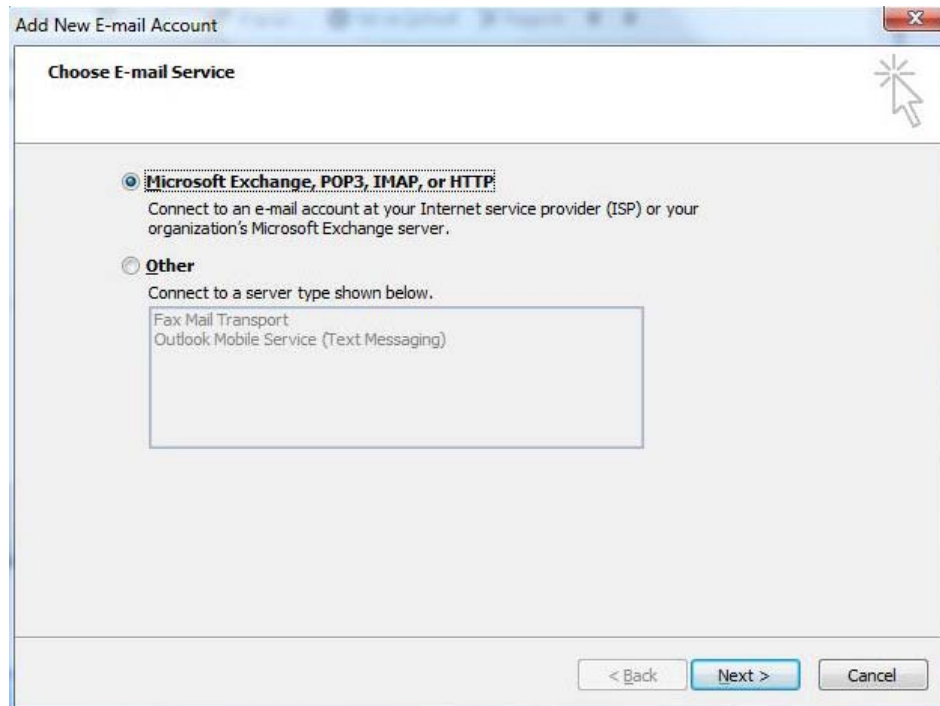 Add New E-mail Account
Choose E-mail Service
Microsoft Exchange, POP3, IMAP, or HTTP
Connect to an e-mail account at your Internet service provider (ISP) or your
organization's Microsoft Exchange server.
Other
Connect to a server type shown below.
Fax Mail Transport
Outlook Mobile Service (Text Messaging)
< Back
Next >
Cancel